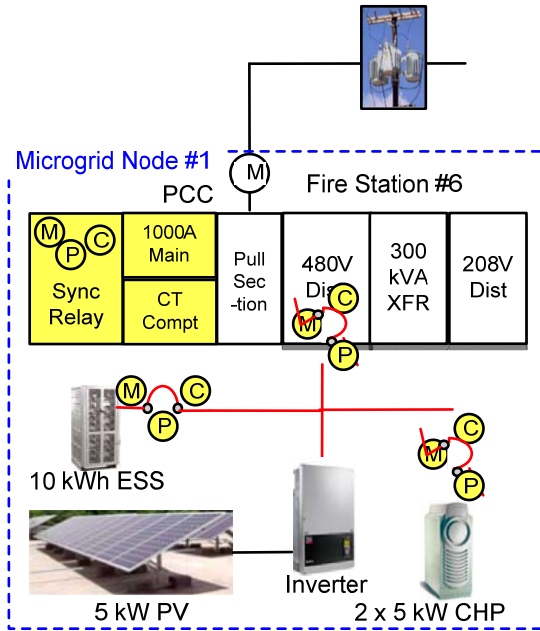 Microgrid Node #1
M
PCC
Fire Station #6
M
P
C
Sync
Relay
1000A
Main
CT
Compt
Pull
Sec
-tion
480V
Dist
300
kVA
XFR
208V
Dist
M
C
P
M
C
P
M
C
P
10 kWh ESS
Inverter
5 kW PV
2 x 5 kW CHP